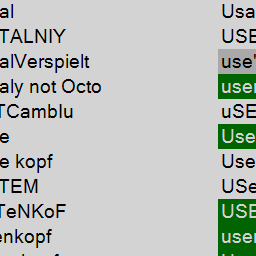 al Usa
TALNIY USE
alVerspielt use'
aly not Octo user
TCamblu uSE
e Use
e kopf Use
TEM USe
TeNKoF USE
enkopf user